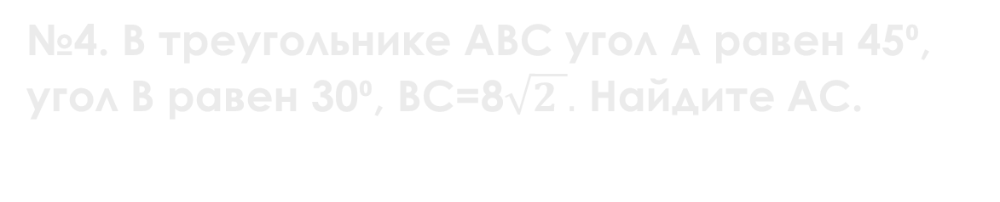 №4. В треугольнике АВС угол А равен 45⁰,
угол В равен 30⁰, ВС=8√2 . Найдите АС.